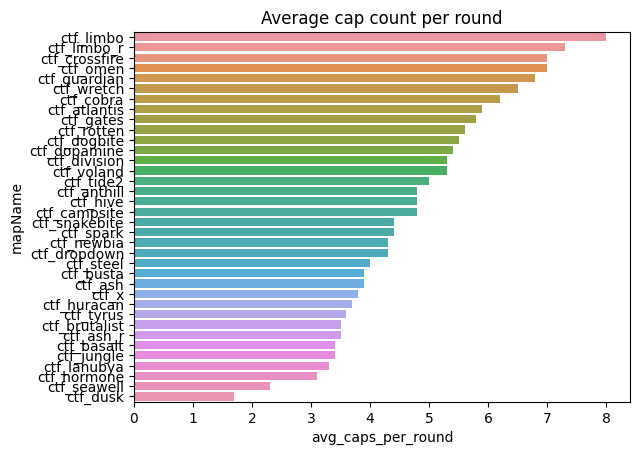 Average cap count per round
ctf_limbo
ctf_limbo_r
ctf_crossfire
ctf_omen
ctf_guardian
ctf_wretch
ctf_cobra
ctf_atlantis
ctf_gates
ctf_rotten
ctf_dogbite
ctf_dopamine
ctf_division
ctf_voland
ctf_tide2
ctf_anthill
ctf_hive
ctf_campsite
ctf_snakebite
ctf_spark
ctf_newbia
ctf_dropdown
ctf_steel
ctf_busta
ctf_ash
ctf_x
ctf_huracan
ctf_tyrus
ctf_brutalist
ctf_ash_r
ctf_basalt
ctf_jungle
ctf_lahubya
ctf_hormone
ctf_seawell
ctf_dusk
mapName
0 1 2 3 4 5 6 7 8
avg_caps_per_round